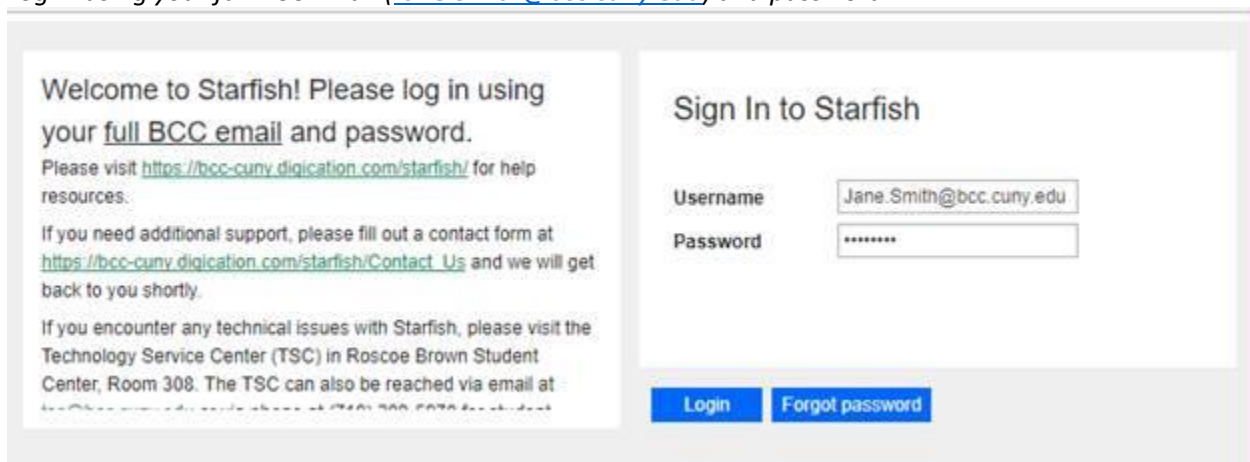 Welcome to Starfish! Please log in using
your full BCC email and password.
Please visit https://bcc-cuny.digication.com/starfish/ for help
resources.
If you need additional support, please fill out a contact form at
https://bcc-cuny.digication.com/starfish/Contact_Us and we will get
back to you shortly.
If you encounter any technical issues with Starfish, please visit the
Technology Service Center (TSC) in Roscoe Brown Student
Center, Room 308. The TSC can also be reached via email at
Sign In to Starfish
Username Jane.Smith@bcc.cuny.edu
Password ••••••••
Login Forgot password